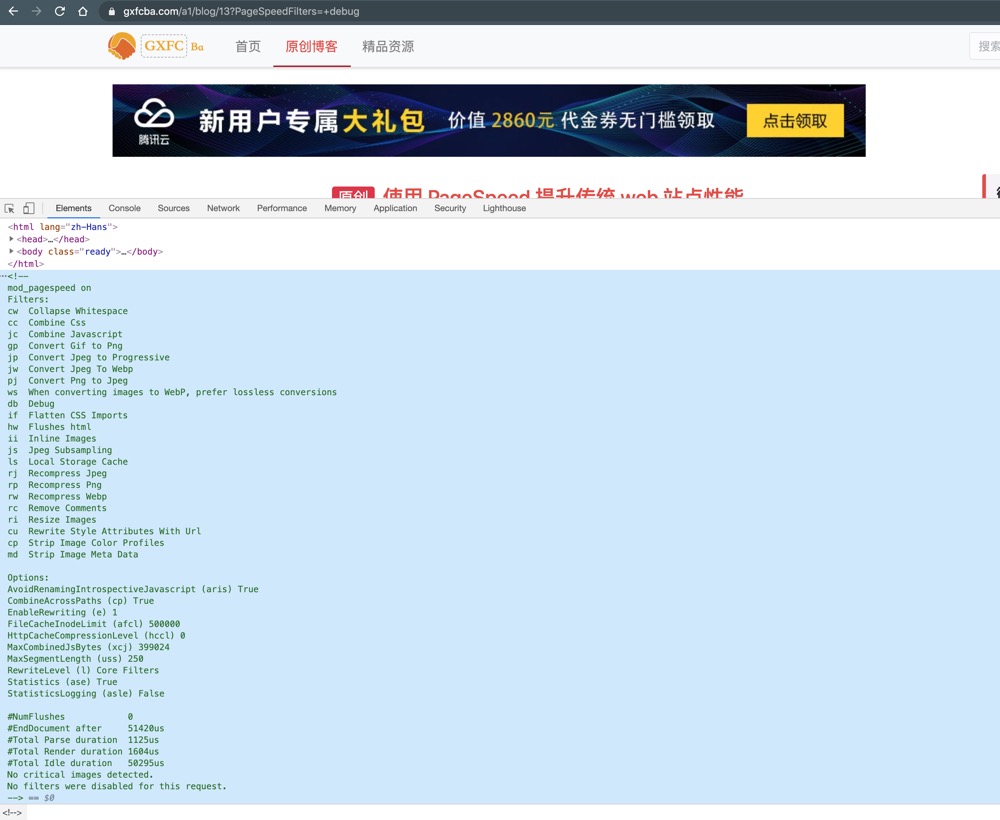 gxfcba.com/a1/blog/13?PageSpeedFilters=+debug
GXFC Ba
首页
原创博客
精品资源
搜索
腾讯云
新用户专属大礼包 价值 2860元 代金券无门槛领取
点击领取
原创 使用 PageSpeed 提升传统 web 站点性能
Elements Console Sources Network Performance Memory Application Security Lighthouse
<html lang="zh-Hans">
<head>…</head>
<body class="ready">…</body>
</html>
…<!--
mod_pagespeed on
Filters:
cw Collapse Whitespace
cc Combine Css
jc Combine Javascript
gp Convert Gif to Png
jp Convert Jpeg to Progressive
jw Convert Jpeg To Webp
pj Convert Png to Jpeg
ws When converting images to WebP, prefer lossless conversions
db Debug
if Flatten CSS Imports
hw Flushes html
ii Inline Images
js Jpeg Subsampling
ls Local Storage Cache
rj Recompress Jpeg
rp Recompress Png
rw Recompress Webp
rc Remove Comments
ri Resize Images
cu Rewrite Style Attributes With Url
cp Strip Image Color Profiles
md Strip Image Meta Data
Options:
AvoidRenamingIntrospectiveJavascript (aris) True
CombineAcrossPaths (cp) True
EnableRewriting (e) 1
FileCacheInodeLimit (afcl) 500000
HttpCacheCompressionLevel (hccl) 0
MaxCombinedJsBytes (xcj) 399024
MaxSegmentLength (uss) 250
RewriteLevel (l) Core Filters
Statistics (ase) True
StatisticsLogging (asle) False
#NumFlushes 0
#EndDocument after 51420us
#Total Parse duration 1125us
#Total Render duration 1604us
#Total Idle duration 50295us
No critical images detected.
No filters were disabled for this request.
--> == $0
<!-->